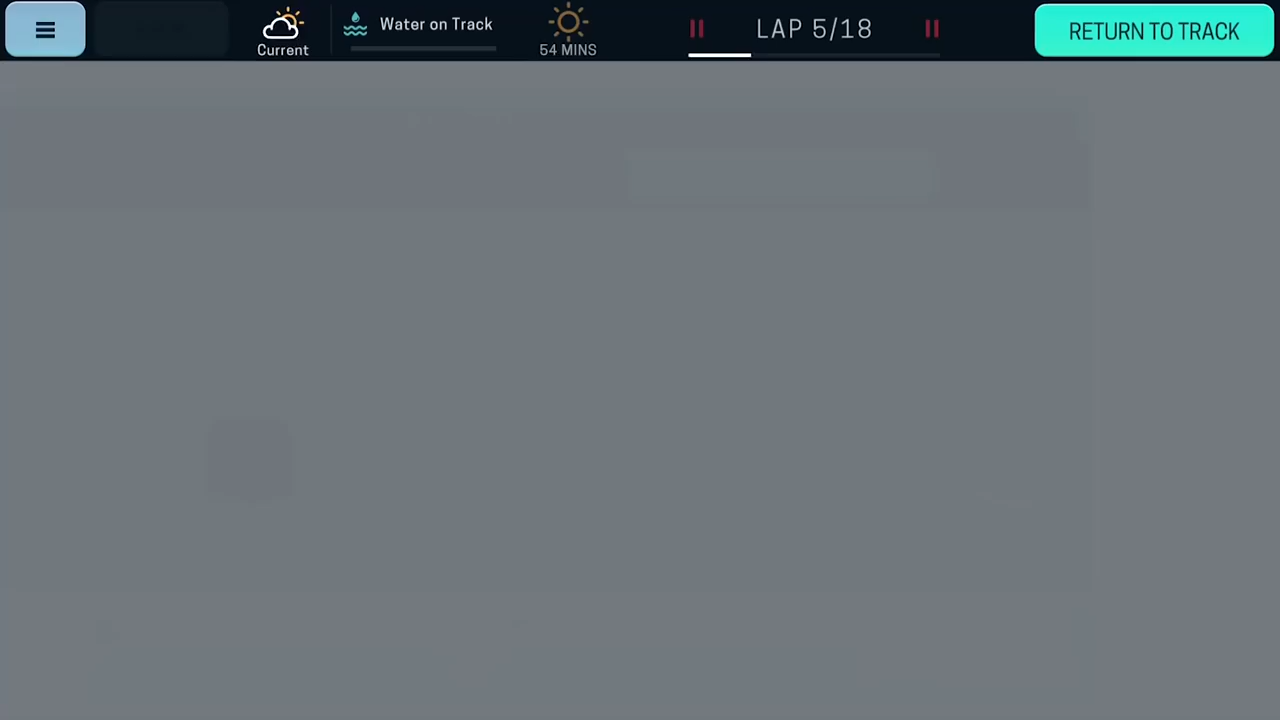 Current
Water on Track
54 MINS
LAP 5/18
RETURN TO TRACK